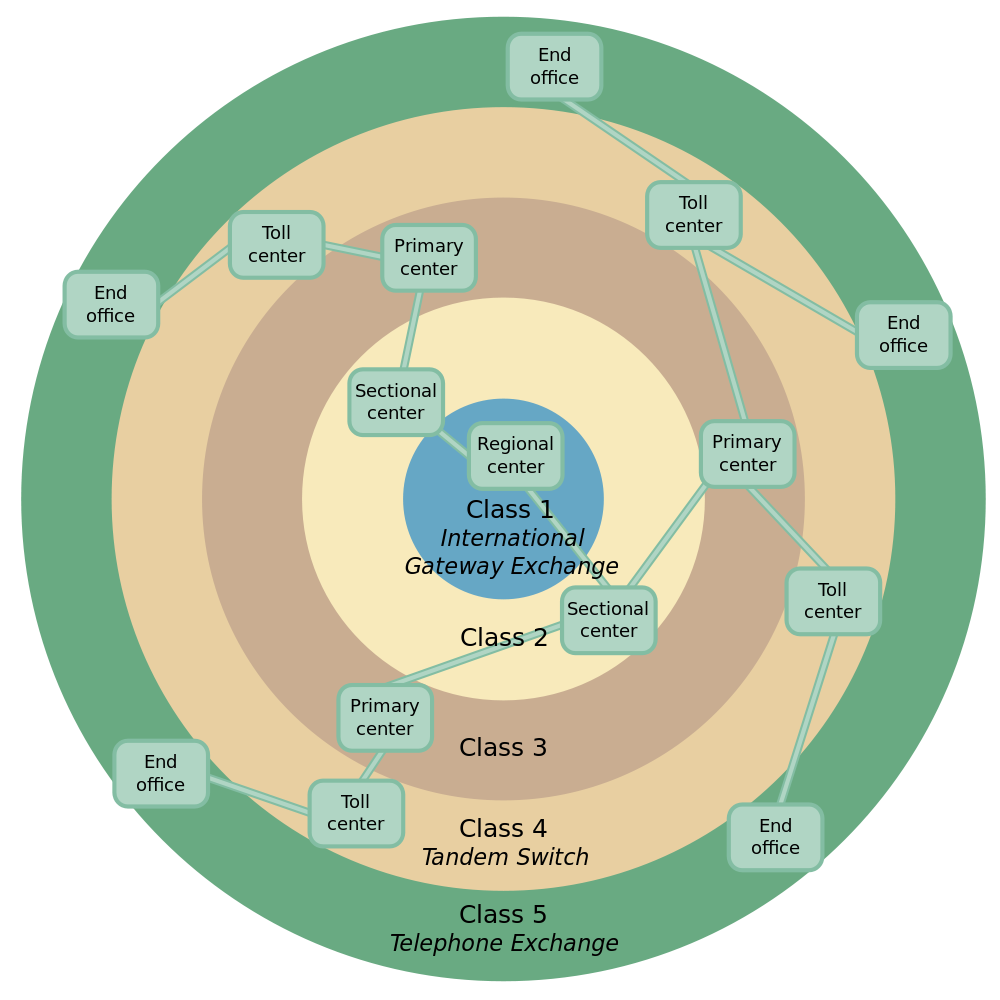 End
office
Toll
center
Toll
center
Primary
center
End
office
End
office
Sectional
center
Regional
center
Primary
center
Class 1
International
Gateway Exchange
Toll
center
Sectional
center
Class 2
Primary
center
Class 3
End
office
Toll
center
Class 4
Tandem Switch
End
office
Class 5
Telephone Exchange